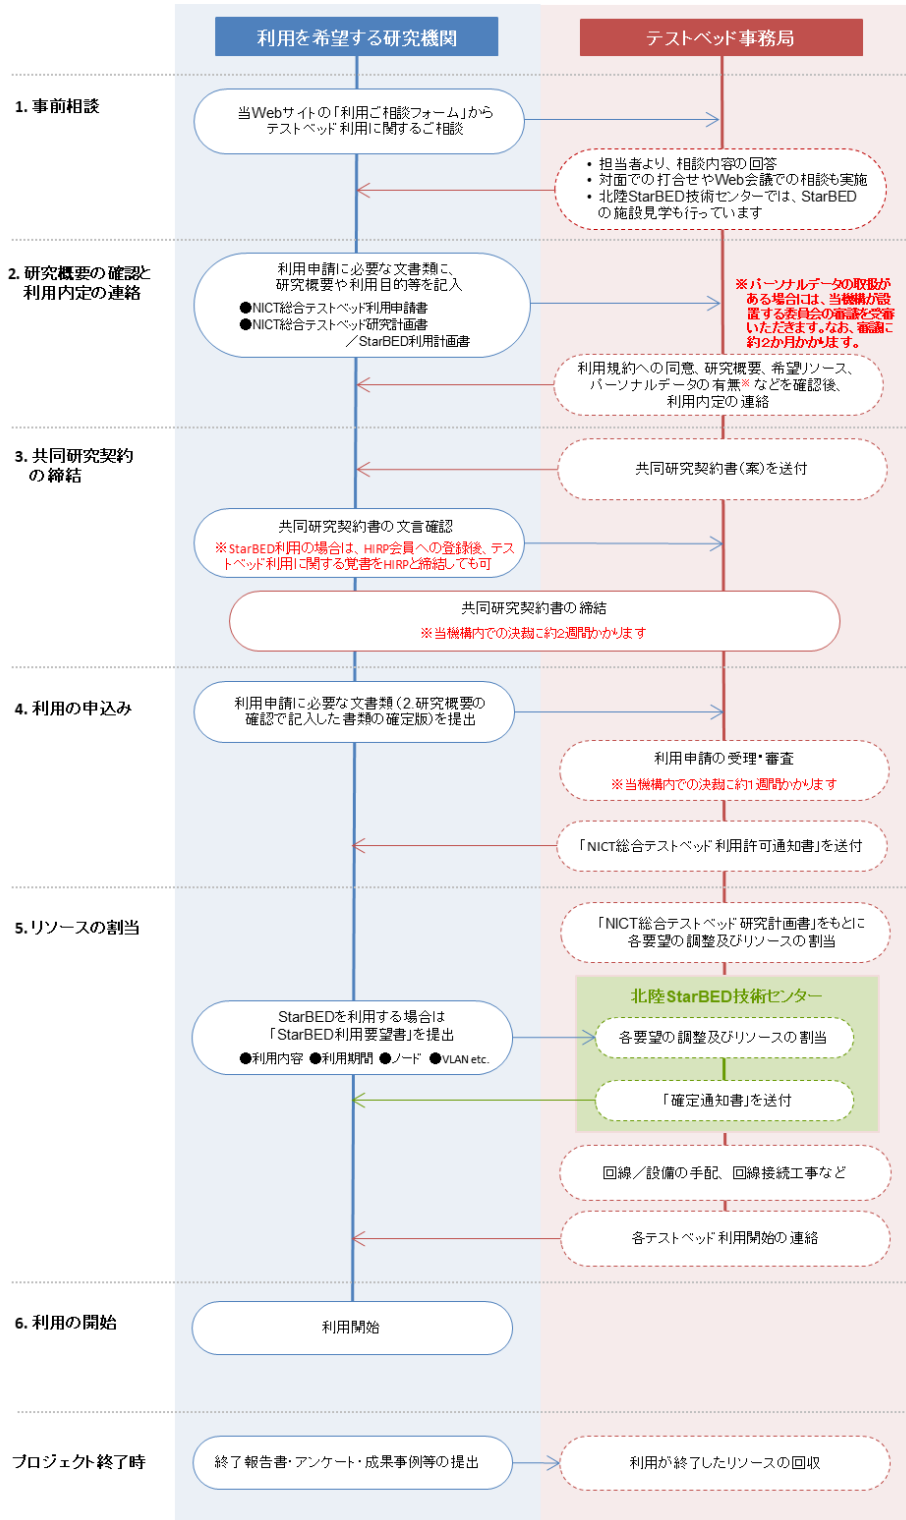 利用を希望する研究機関
テストベッド事務局
1. 事前相談
当Webサイトの「利用ご相談フォーム」から
テストベッド利用に関するご相談
• 担当者より、相談内容の回答
• 対面での打合せやWeb会議での相談も実施
• 北陸StarBED技術センターでは、StarBED
の施設見学も行っています
2. 研究概要の確認と
利用内定の連絡
利用申請に必要な文書類に、
研究概要や利用目的等を記入
●NICT総合テストベッド利用申請書
●NICT総合テストベッド研究計画書
／StarBED利用計画書
※パーソナルデータの取扱が
ある場合には、当機構が設
置する委員会の審議を受審
いただきます。なお、審議に
約2か月かかります。
利用規約への同意、研究概要、希望リソース、
パーソナルデータの有無※などを確認後、
利用内定の連絡
3. 共同研究契約
の締結
共同研究契約書（案）を送付
共同研究契約書の文言確認
※StarBED利用の場合は、HIRP会員への登録後、テス
トベッド利用に関する覚書をHIRPと締結しても可
共同研究契約書の締結
※当機構内での決裁に約2週間かかります
4. 利用の申込み
利用申請に必要な文書類（2.研究概要の
確認で記入した書類の確定版）を提出
利用申請の受理・審査
※当機構内での決裁に約1週間かかります
「NICT総合テストベッド利用許可通知書」を送付
5. リソースの割当
「NICT総合テストベッド研究計画書」をもとに
各要望の調整及びリソースの割当
北陸StarBED技術センター
StarBEDを利用する場合は
「StarBED利用要望書」を提出
●利用内容 ●利用期間 ●ノード ●VLAN etc.
各要望の調整及びリソースの割当
「確定通知書」を送付
回線／設備の手配、回線接続工事など
各テストベッド利用開始の連絡
6. 利用の開始
利用開始
プロジェクト終了時
終了報告書・アンケート・成果事例等の提出
利用が終了したリソースの回収